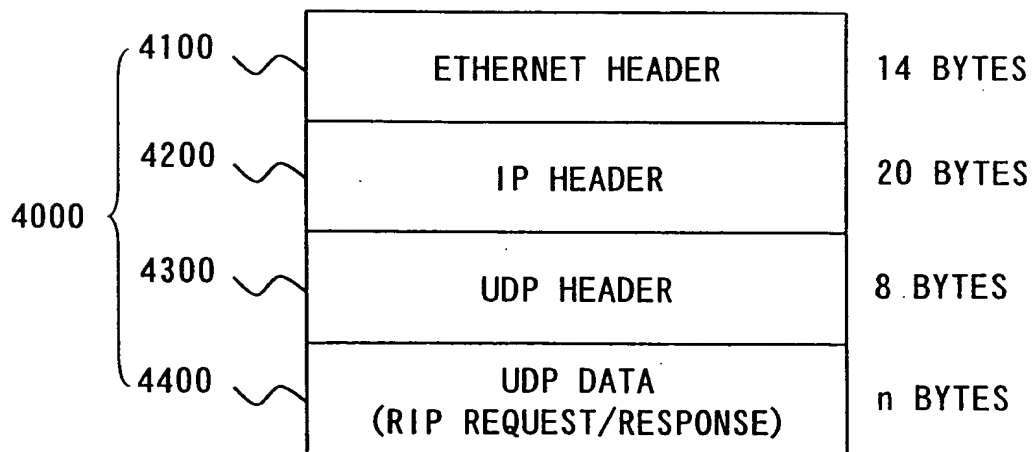 4100 ETHERNET HEADER 14 BYTES
4200 IP HEADER 20 BYTES
4000
4300 UDP HEADER 8 BYTES
4400 UDP DATA
(RIP REQUEST/RESPONSE) n BYTES